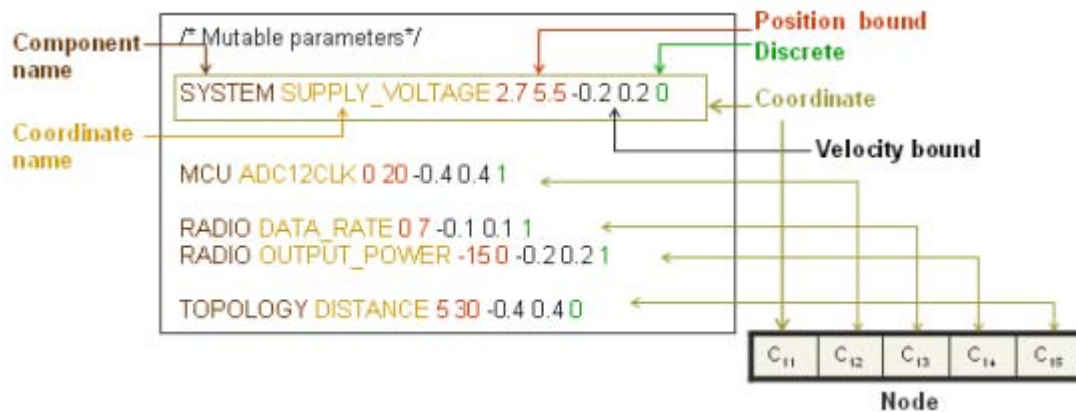 /* Mutable parameters*/
Position bound
Component
name
Discrete
SYSTEM SUPPLY_VOLTAGE 2.7 5.5 -0.2 0.2 0
Coordinate
Coordinate
name
Velocity bound
MCU ADC12CLK 0 20 -0.4 0.4 1
RADIO DATA_RATE 0 7 -0.1 0.1 1
RADIO OUTPUT_POWER -15 0 -0.2 0.2 1
TOPOLOGY DISTANCE 5 30 -0.4 0.4 0
C11 C12 C13 C14 C15
Node